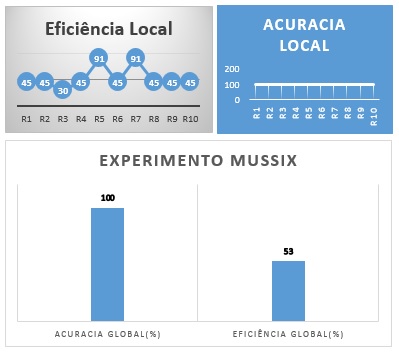 Eficiência Local
91 91
45 45 45 45 45 45 45
30
R1 R2 R3 R4 R5 R6 R7 R8 R9 R10
ACURACIA
LOCAL
200
100
0
R1 R2 R3 R4 R5 R6 R7 R8 R9 R10
EXPERIMENTO MUSSIX
100
53
ACURACIA GLOBAL(%) EFICIÊNCIA GLOBAL(%)